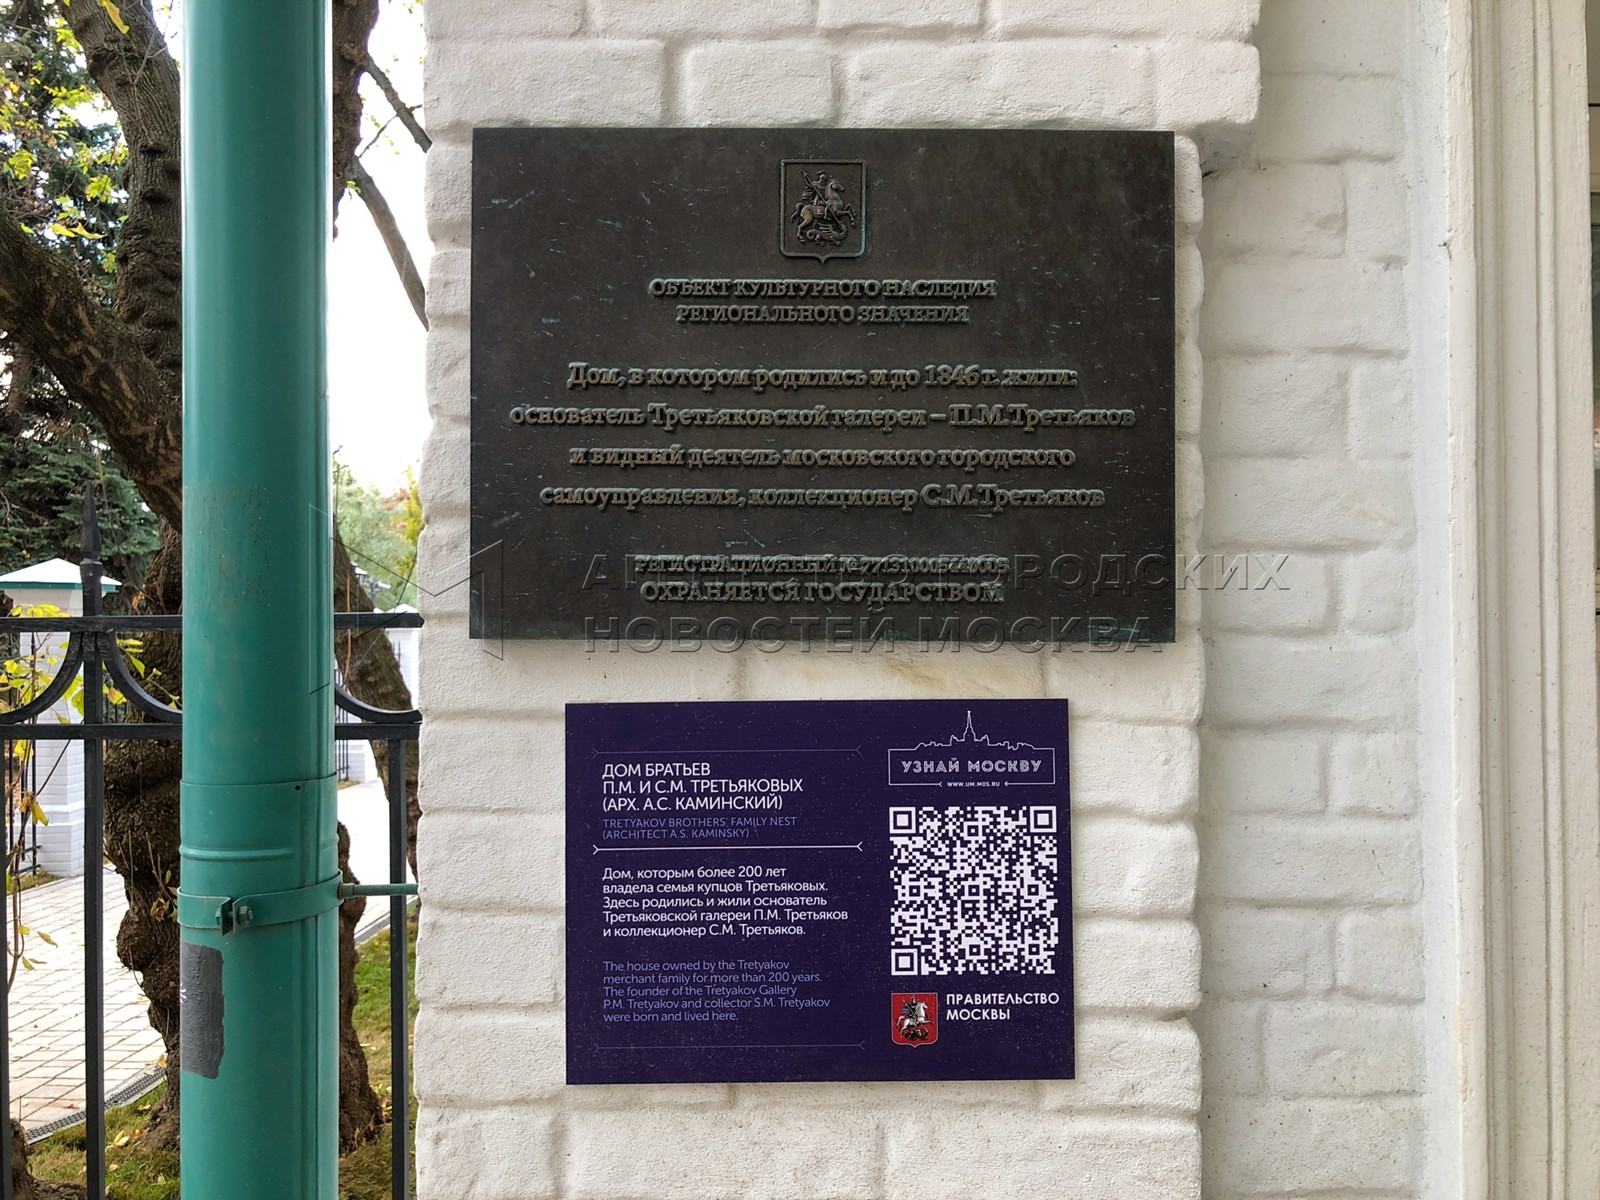 ОБЪЕКТ КУЛЬТУРНОГО НАСЛЕДИЯ
РЕГИОНАЛЬНОГО ЗНАЧЕНИЯ
Дом, в котором родились и до 1846 г. жили:
основатель Третьяковской галереи – П.М. Третьяков
и видный деятель московского городского
самоуправления, коллекционер С.М. Третьяков
РЕГИСТРАЦИОННЫЙ №
ОХРАНЯЕТСЯ ГОСУДАРСТВОМ
АГЕНТСТВО ГОРОДСКИХ
НОВОСТЕЙ МОСКВА
ДОМ БРАТЬЕВ
П.М. И С.М. ТРЕТЬЯКОВЫХ
(АРХ. А.С. КАМИНСКИЙ)
TRETYAKOV BROTHERS' FAMILY NEST
(ARCHITECT A.S. KAMINSKY)
Дом, которым более 200 лет
владела семья купцов Третьяковых.
Здесь родились и жили основатель
Третьяковской галереи П.М. Третьяков
и коллекционер С.М. Третьяков.
The house owned by the Tretyakov
merchant family for more than 200 years.
The founder of the Tretyakov Gallery
P.M. Tretyakov and collector S.M. Tretyakov
were born and lived here.
УЗНАЙ МОСКВУ
WWW.UM.MOS.RU
ПРАВИТЕЛЬСТВО
МОСКВЫ